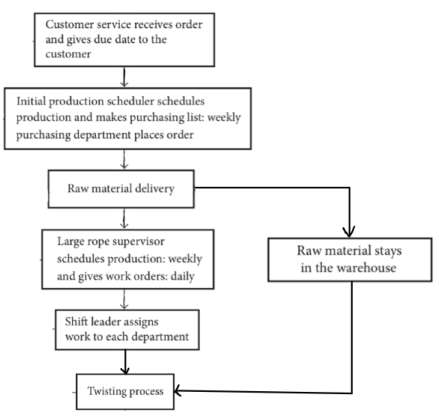 Customer service receives order
and gives due date to the
customer
Initial production scheduler schedules
production and makes purchasing list: weekly
purchasing department places order
Raw material delivery
Large rope supervisor
schedules production: weekly
and gives work orders: daily
Raw material stays
in the warehouse
Shift leader assigns
work to each department
Twisting process